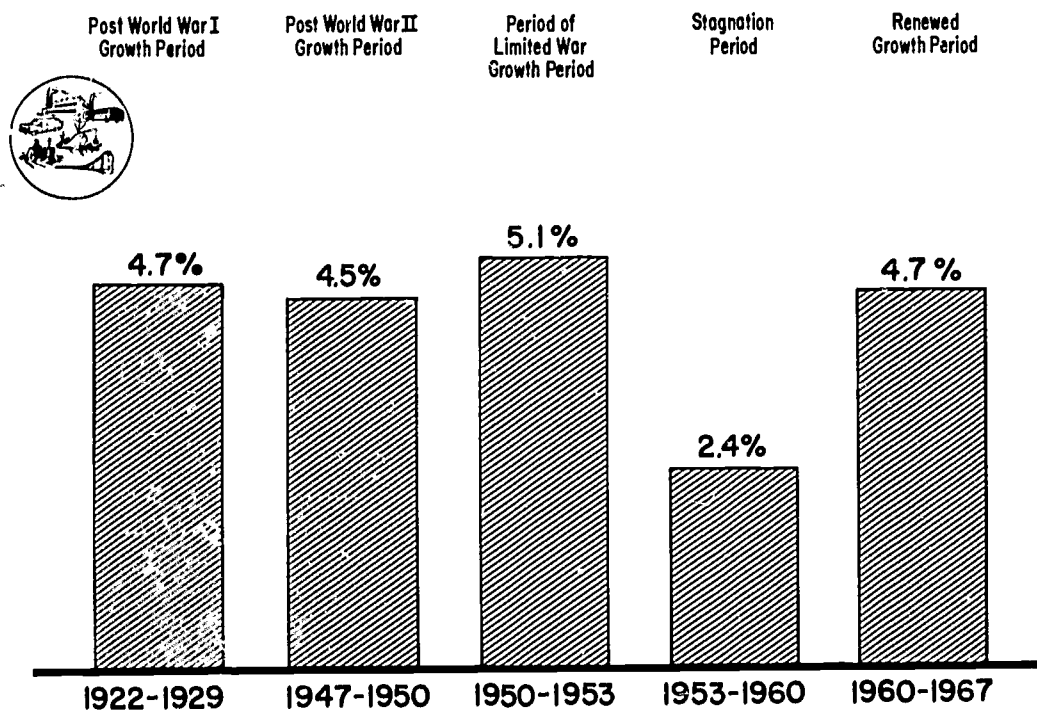 Post World War I
Growth Period
Post World War II
Growth Period
Period of
Limited War
Growth Period
Stagnation
Period
Renewed
Growth Period
4.7%
4.5%
5.1%
2.4%
4.7%
1922-1929
1947-1950
1950-1953
1953-1960
1960-1967